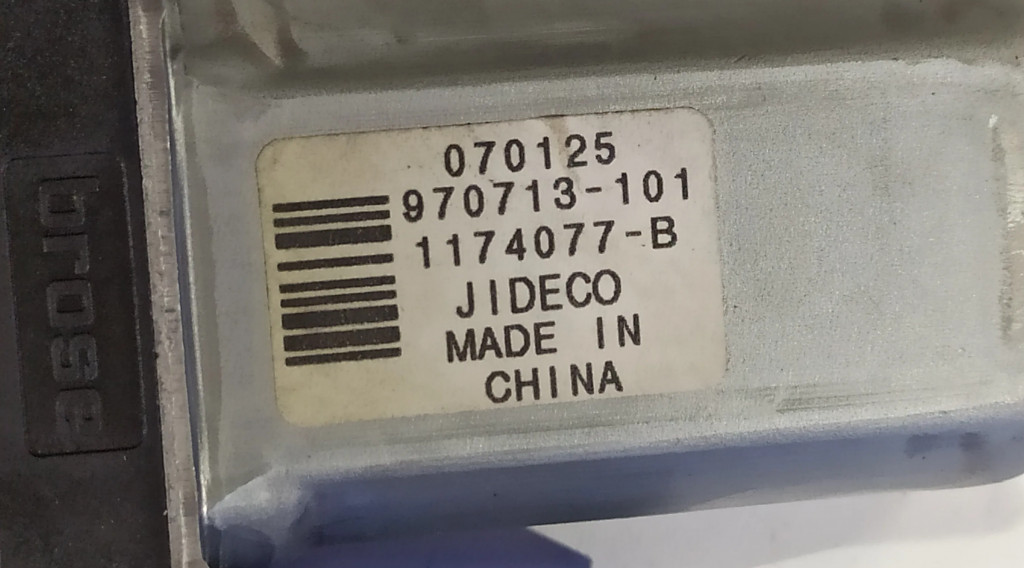 brose
070125
970713-101
1174077-B
JIDECO
MADE IN
CHINA